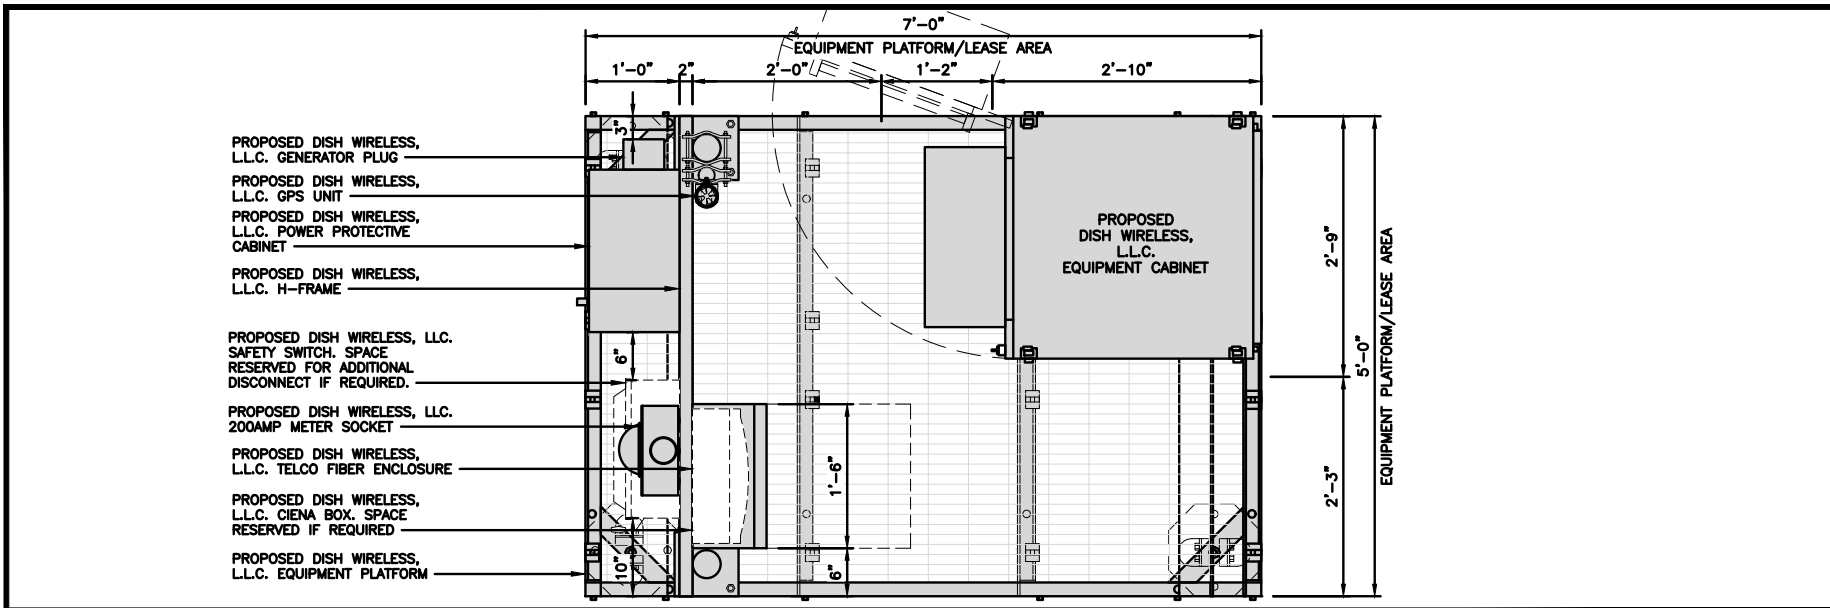 7'-0"
EQUIPMENT PLATFORM/LEASE AREA
1'-0"
2"
2'-0"
1'-2"
2'-10"
3"
PROPOSED DISH WIRELESS,
L.L.C. GENERATOR PLUG
PROPOSED DISH WIRELESS,
L.L.C. GPS UNIT
PROPOSED DISH WIRELESS,
L.L.C. POWER PROTECTIVE
CABINET
PROPOSED DISH WIRELESS,
L.L.C. H-FRAME
PROPOSED DISH WIRELESS, LLC.
SAFETY SWITCH. SPACE
RESERVED FOR ADDITIONAL
DISCONNECT IF REQUIRED.
PROPOSED DISH WIRELESS, LLC.
200AMP METER SOCKET
PROPOSED DISH WIRELESS,
L.L.C. TELCO FIBER ENCLOSURE
PROPOSED DISH WIRELESS,
L.L.C. CIENA BOX. SPACE
RESERVED IF REQUIRED
PROPOSED DISH WIRELESS,
L.L.C. EQUIPMENT PLATFORM
6"
10"
GPS
1'-6"
6"
PROPOSED
DISH WIRELESS,
L.L.C.
EQUIPMENT CABINET
2'-9"
2'-3"
5'-0"
EQUIPMENT PLATFORM/LEASE AREA